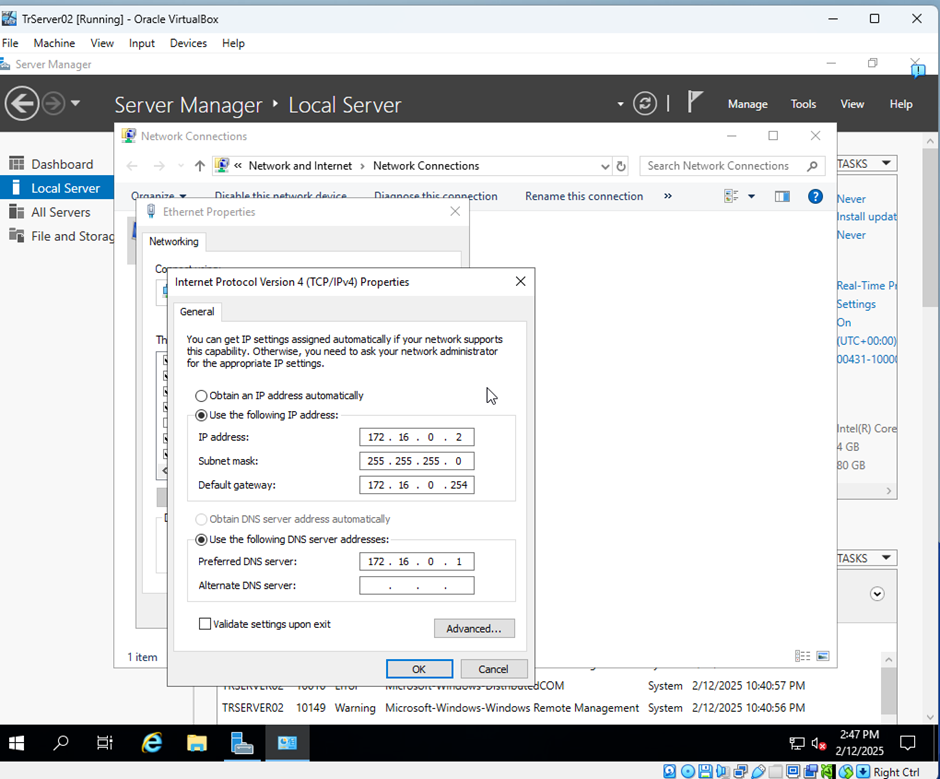 TrServer02 [Running] - Oracle VirtualBox
File Machine View Input Devices Help
Server Manager
Server Manager Local Server
Manage Tools View Help
Network Connections
Dashboard
Local Server
All Servers
File and Storag
« Network and Internet > Network Connections
Search Network Connections
TASKS
Organize Disable this network device Diagnose this connection Rename this connection »
Never
Install updat
Never
Real-Time Pr
Settings
On
(UTC+00:00)
00431-1000
Intel(R) Core
4 GB
80 GB
Ethernet Properties
Networking
Internet Protocol Version 4 (TCP/IPv4) Properties
General
You can get IP settings assigned automatically if your network supports
this capability. Otherwise, you need to ask your network administrator
for the appropriate IP settings.
Obtain an IP address automatically
Use the following IP address:
IP address: 172 . 16 . 0 . 2
Subnet mask: 255 . 255 . 255 . 0
Default gateway: 172 . 16 . 0 . 254
Obtain DNS server address automatically
Use the following DNS server addresses:
Preferred DNS server: 172 . 16 . 0 . 1
Alternate DNS server: . . .
Validate settings upon exit
Advanced...
OK Cancel
TASKS
1 item
TRSERVER02 10016 Error Microsoft-Windows-DistributedCOM System 2/12/2025 10:40:57 PM
TRSERVER02 10149 Warning Microsoft-Windows-Windows Remote Management System 2/12/2025 10:40:56 PM
2:47 PM
2/12/2025
Right Ctrl